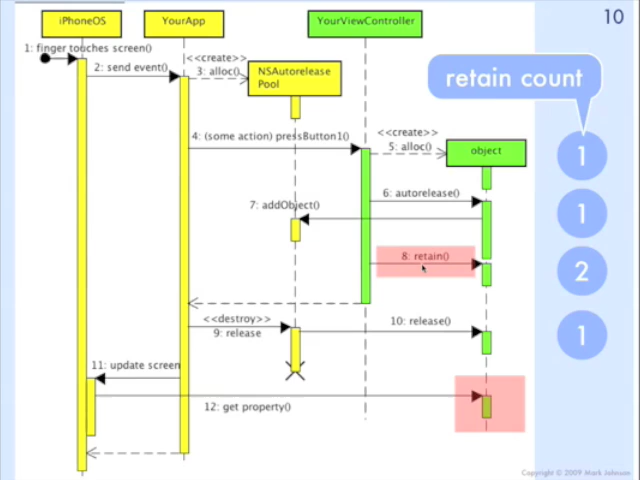 10
iPhoneOS
YourApp
YourViewController
1: finger touches screen()
<<create>>
2: send event()
3: alloc()
NSAutorelease
Pool
retain count
4: (some action) pressButton1()
<<create>>
5: alloc()
object
1
6: autorelease()
7: addObject()
1
8: retain()
2
<<destroy>>
9: release
10: release()
1
11: update screen
12: get property()
Copyright © 2009 Mark Johnson